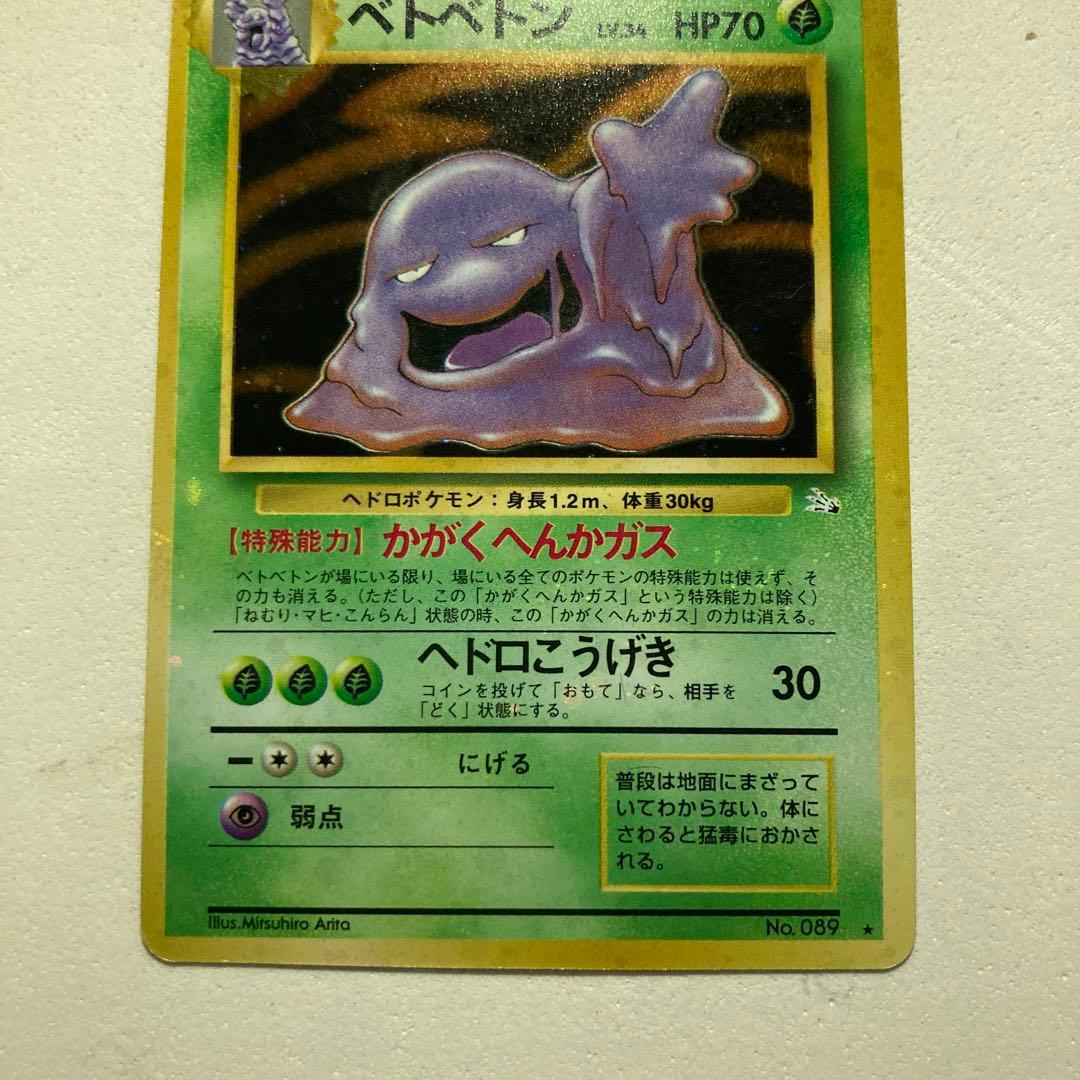 ベトベトン LV.34 HP70
ヘドロポケモン：身長1.2m、体重30kg
【特殊能力】かがくへんかガス
ベトベトンが場にいる限り、場にいる全てのポケモンの特殊能力は使えず、そ
の力も消える。（ただし、この「かがくへんかガス」という特殊能力は除く）
「ねむり・マヒ・こんらん」状態の時、この「かがくへんかガス」の力は消える。
ヘドロこうげき 30
コインを投げて「おもて」なら、相手を
「どく」状態にする。
にげる
弱点
普段は地面にまざって
いてわからない。体に
さわると猛毒におかさ
れる。
Illus.Mitsuhiro Arita
No.089 ★